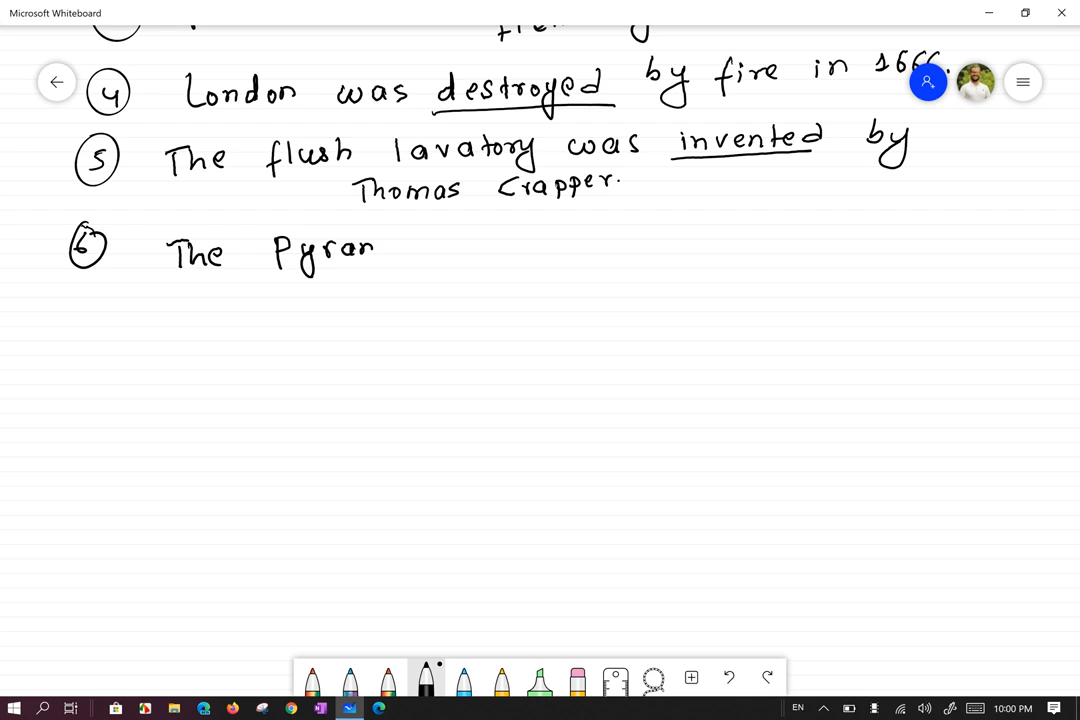 Microsoft Whiteboard
4 London was destroyed by fire in 1666.
5 The flush lavatory was invented by
Thomas Crapper.
6 The Pyram
EN 10:00 PM